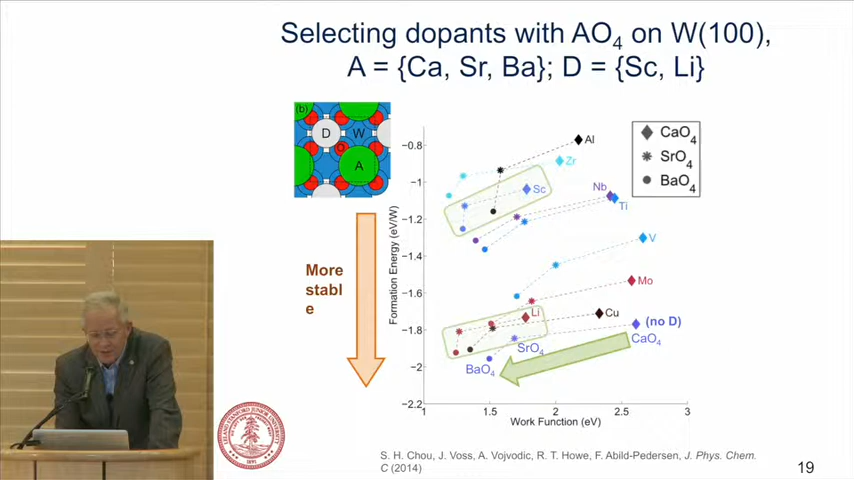 Selecting dopants with AO4 on W(100),
A = {Ca, Sr, Ba}; D = {Sc, Li}
(b)
D
W
O
A
More
stabl
e
Formation Energy (eV/W)
-0.8
-1
-1.2
-1.4
-1.6
-1.8
-2
-2.2
1
1.5
2
2.5
3
Work Function (eV)
CaO4
SrO4
BaO4
Al
Zr
Sc
Nb
Ti
V
Mo
Li
Cu
(no D)
CaO4
SrO4
BaO4
S. H. Chou, J. Voss, A. Vojvodic, R. T. Howe, F. Abild-Pedersen, J. Phys. Chem.
C (2014)
19